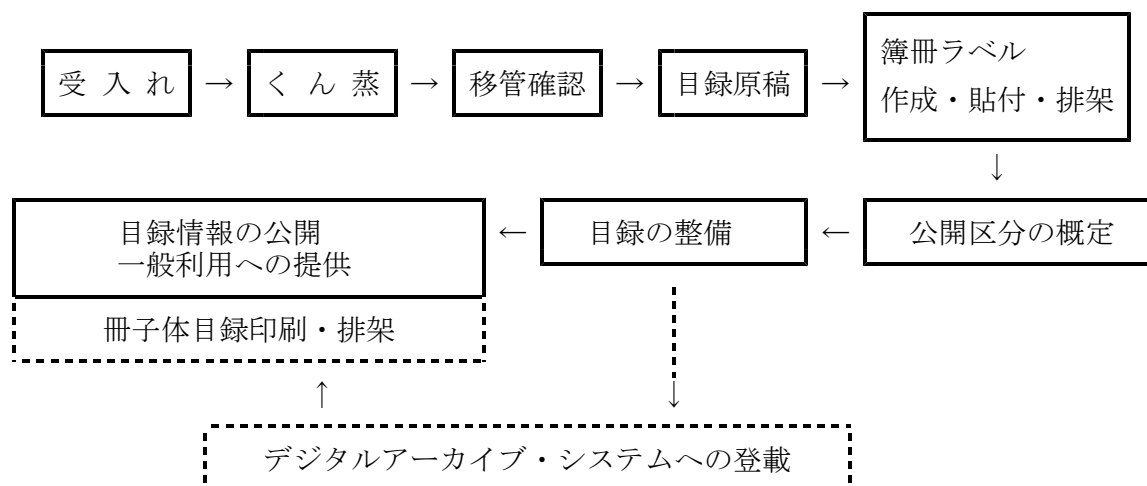 受 入 れ → く ん 蒸 → 移管確認 → 目録原稿 → 簿冊ラベル
作成・貼付・排架
↓
公開区分の概定
←
目録の整備
←
目録情報の公開
一般利用への提供
冊子体目録印刷・排架
↑ ↓
デジタルアーカイブ・システムへの登載